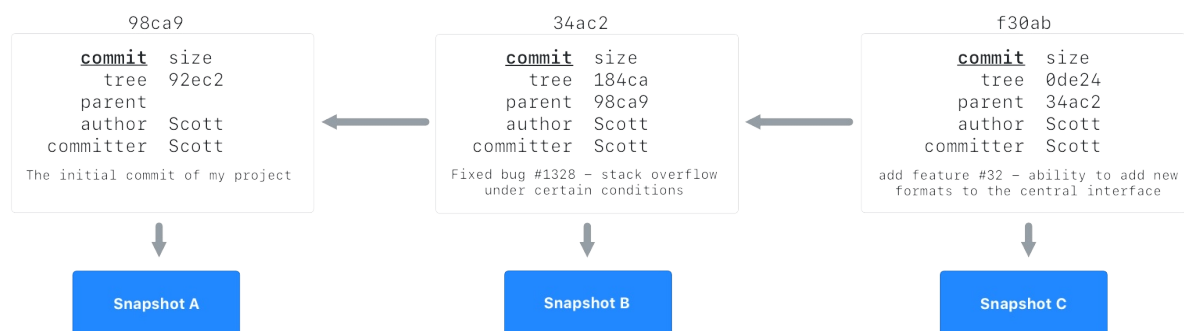 98ca9
commit size
tree 92ec2
parent
author Scott
committer Scott
The initial commit of my project
Snapshot A
34ac2
commit size
tree 184ca
parent 98ca9
author Scott
committer Scott
Fixed bug #1328 – stack overflow
under certain conditions
Snapshot B
f30ab
commit size
tree 0de24
parent 34ac2
author Scott
committer Scott
add feature #32 – ability to add new
formats to the central interface
Snapshot C